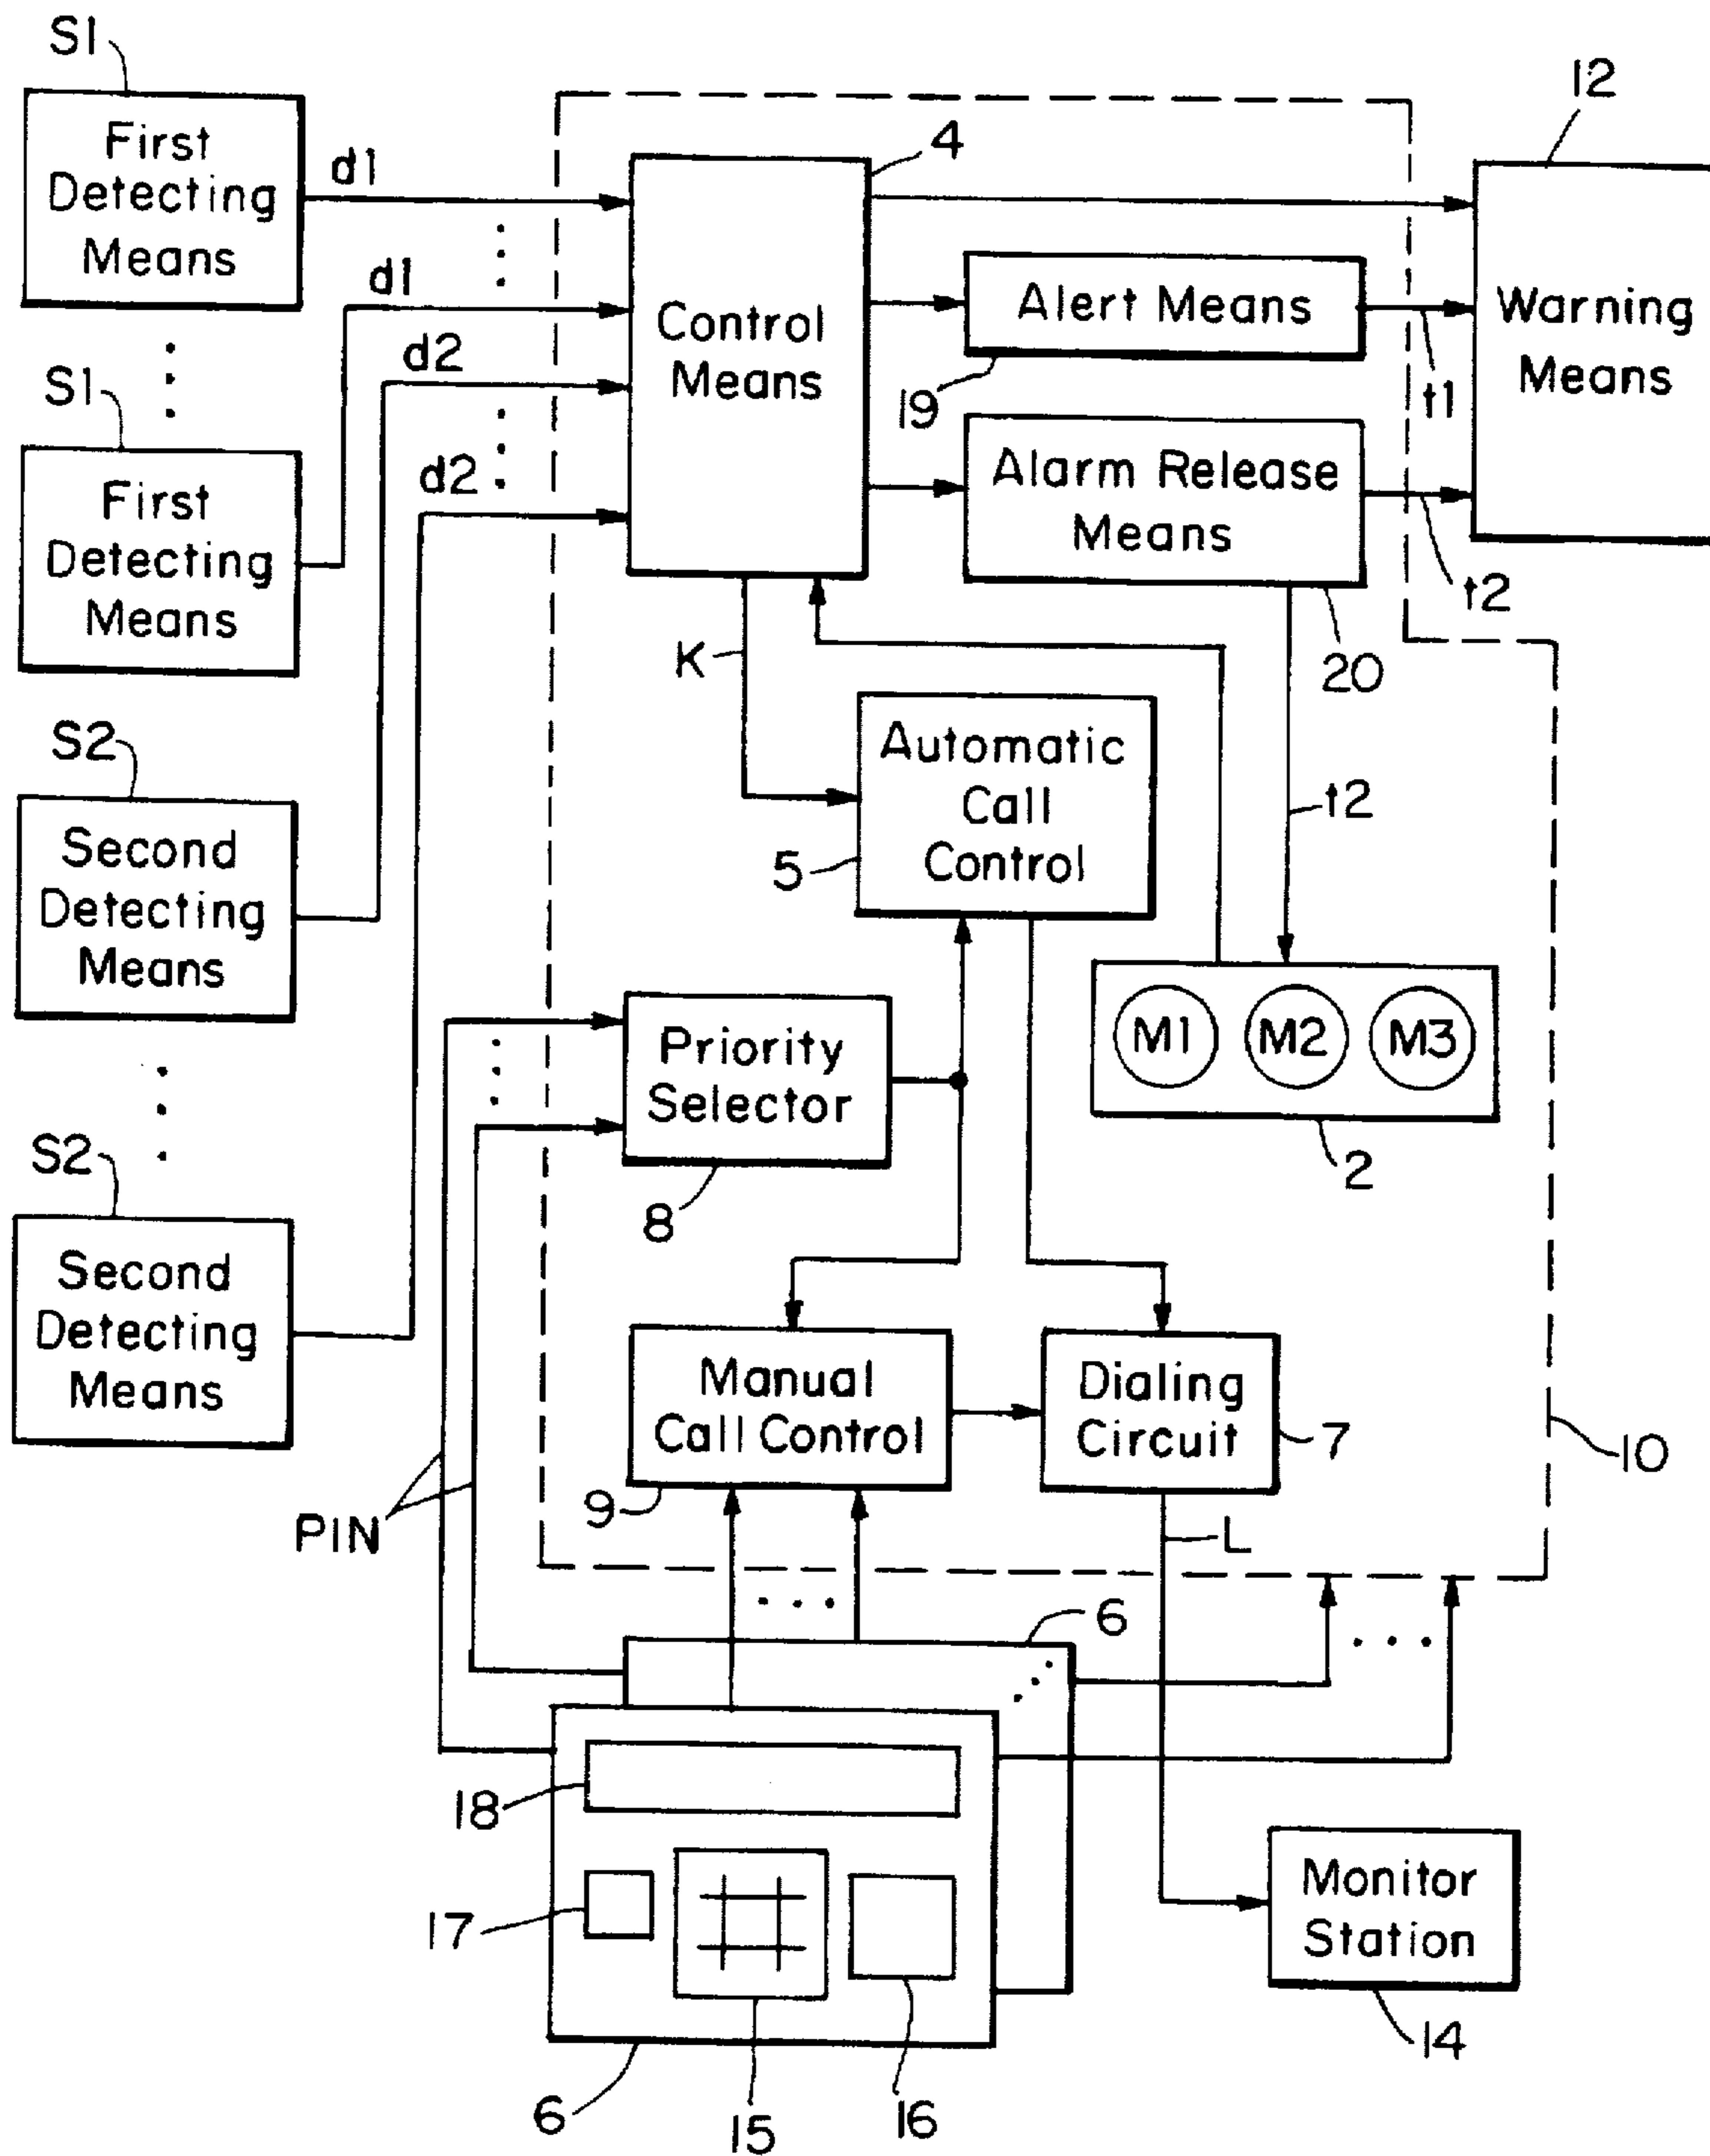 S1
First
Detecting
Means
d1
S1
First
Detecting
Means
d1
S2
Second
Detecting
Means
d2
S2
Second
Detecting
Means
d2
4
Control
Means
12
Warning
Means
Alert Means
19
t1
Alarm Release
Means
20
t2
K
Automatic
Call
Control
5
t2
M1 M2 M3
2
Priority
Selector
8
Manual
Call Control
9
Dialing
Circuit
7
10
PIN
L
6
18
17
15
16
6
Monitor
Station
14